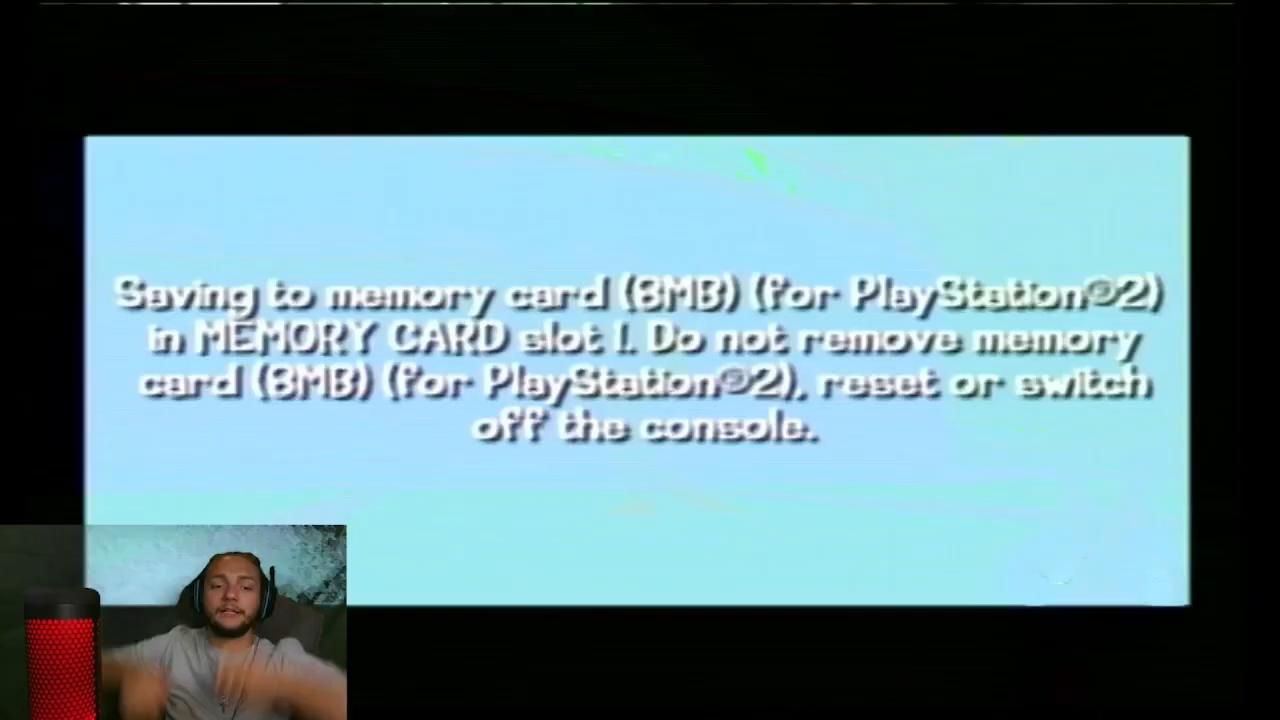 Saving to memory card (8MB) (for PlayStation®2)
in MEMORY CARD slot 1. Do not remove memory
card (8MB) (for PlayStation®2), reset or switch
off the console.